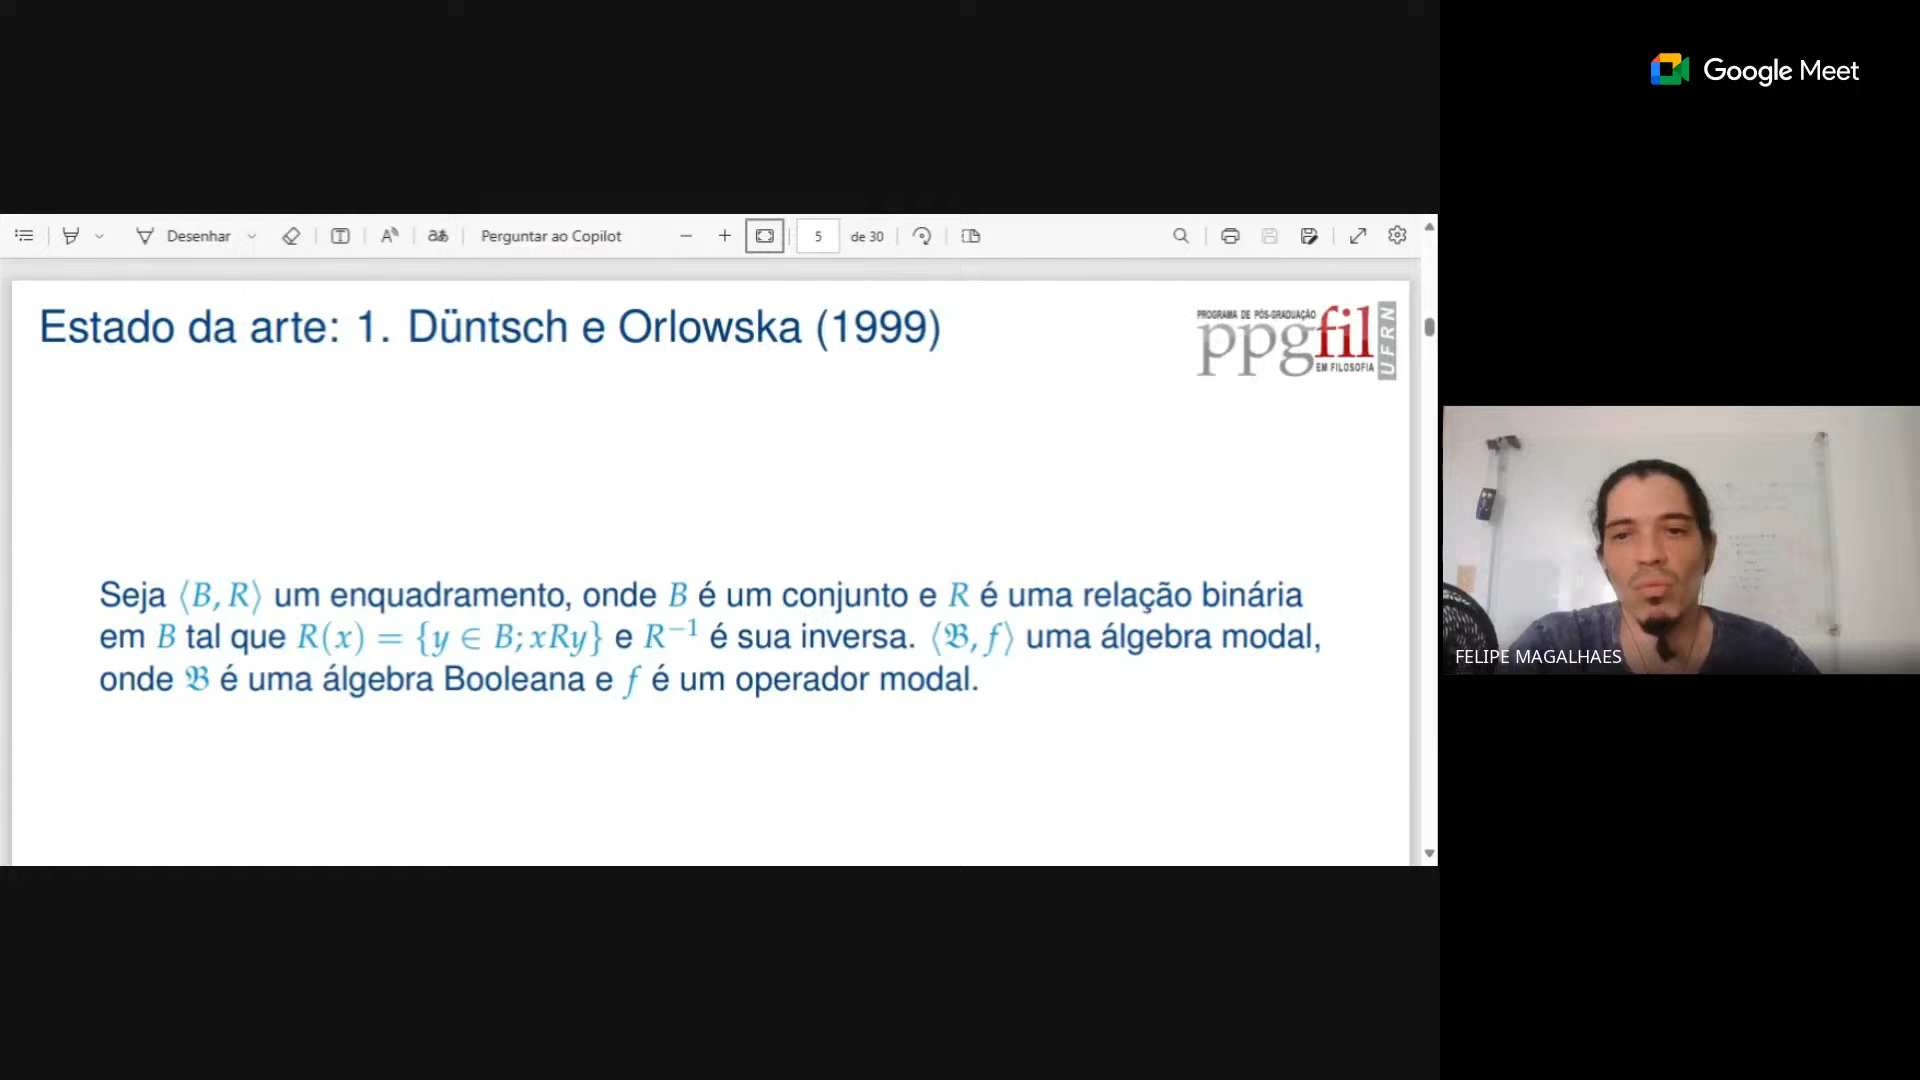 Google Meet
Desenhar
Perguntar ao Copilot
5 de 30
Estado da arte: 1. Düntsch e Orlowska (1999)
PROGRAMA DE PÓS-GRADUAÇÃO
ppgfil
EM FILOSOFIA
UFRN
Seja ⟨B, R⟩ um enquadramento, onde B é um conjunto e R é uma relação binária
em B tal que R(x) = {y ∈ B; xRy} e R⁻¹ é sua inversa. ⟨𝔅, f⟩ uma álgebra modal,
onde 𝔅 é uma álgebra Booleana e f é um operador modal.
FELIPE MAGALHAES